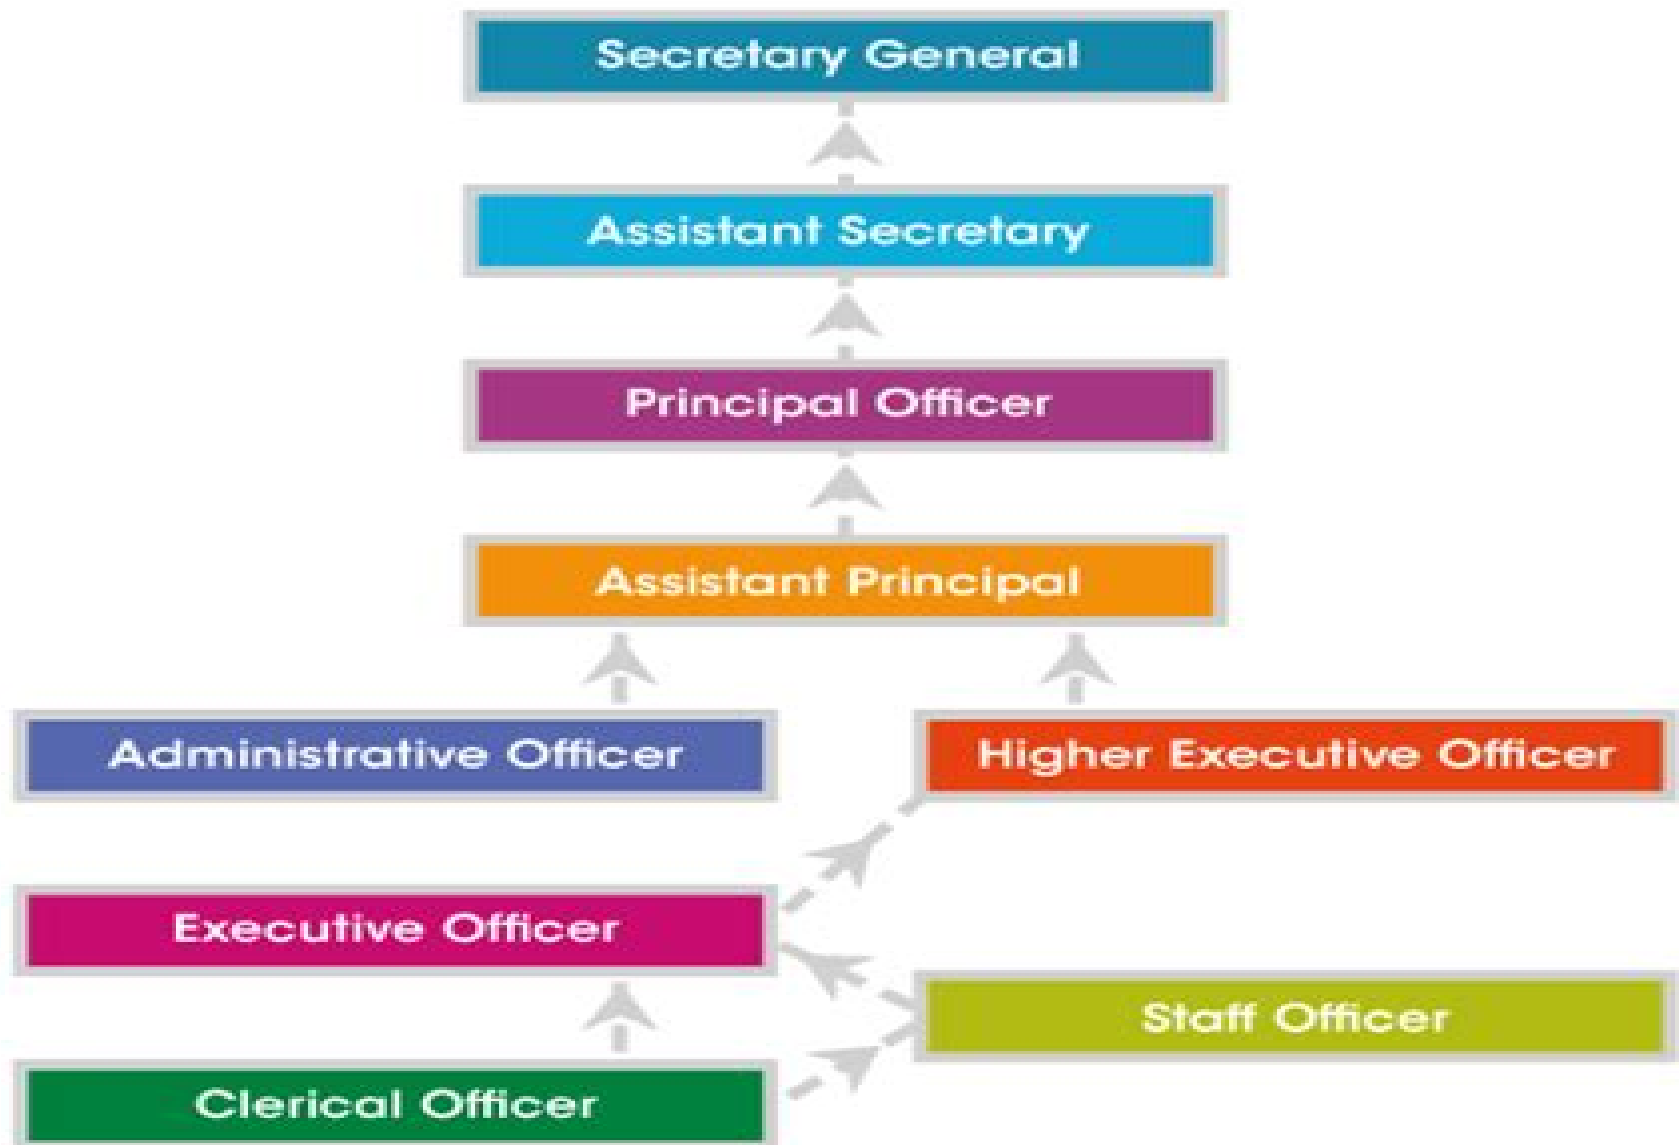 Secretary General
Assistant Secretary
Principal Officer
Assistant Principal
Administrative Officer
Higher Executive Officer
Executive Officer
Staff Officer
Clerical Officer